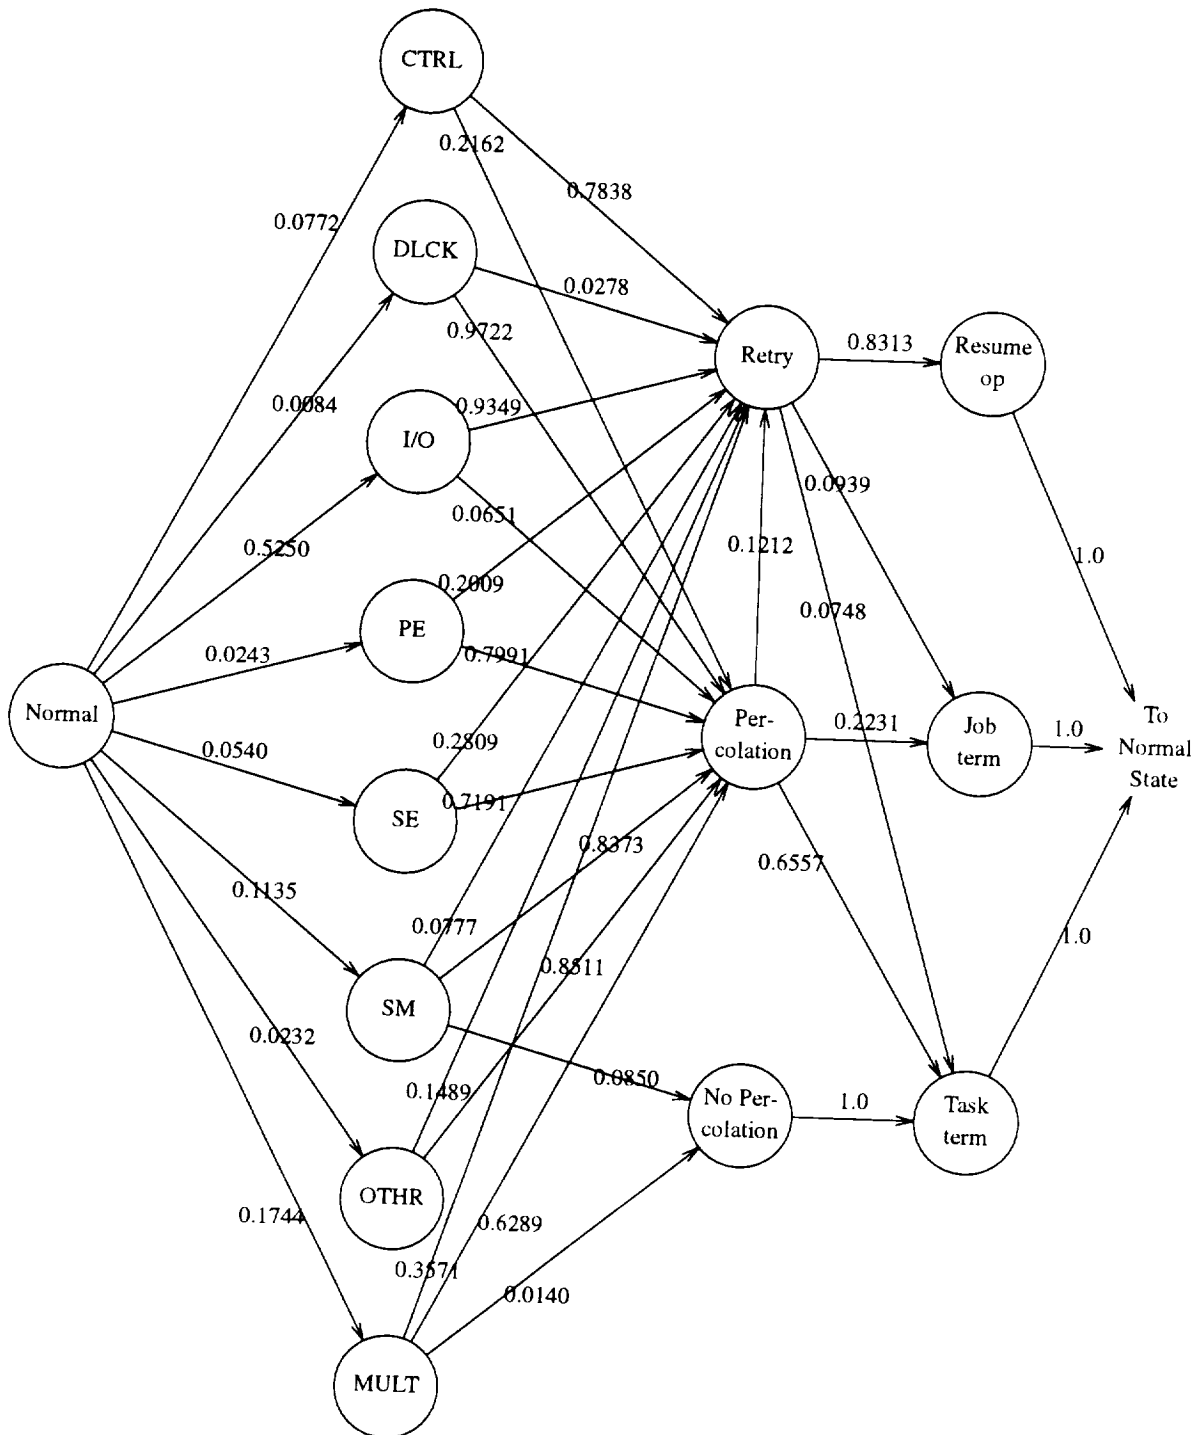 CTRL
0.2162
0.7838
0.0772
DLCK
0.0278
0.9722
0.8313
Retry
Resume
op
0.0084
0.9349
I/O
0.0939
0.0651
0.5250
0.1212
1.0
0.2009
0.0748
PE
0.0243
0.7991
Normal
Per-
colation
0.2231
Job
term
1.0
To
Normal
State
0.0540
0.2809
0.7191
SE
0.8373
0.6557
0.1135
0.0777
1.0
0.8511
SM
0.0232
0.0850
0.1489
No Per-
colation
1.0
Task
term
OTHR
0.1744
0.6289
0.3571
0.0140
MULT